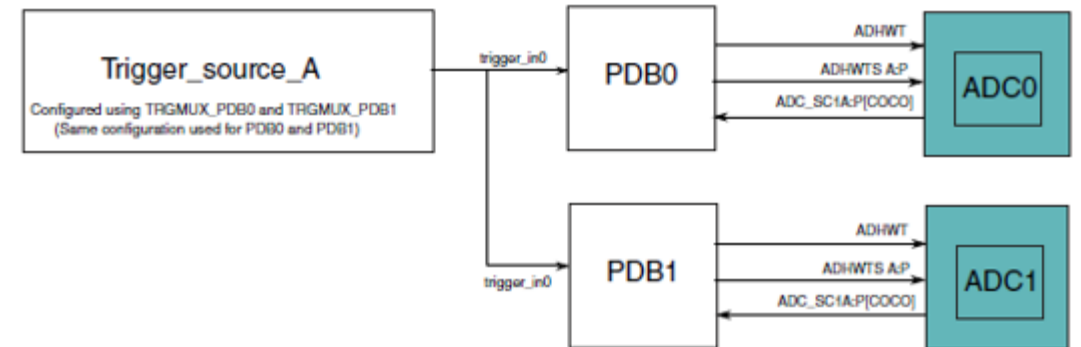 Trigger_source_A
Configured using TRGMUX_PDB0 and TRGMUX_PDB1
(Same configuration used for PDB0 and PDB1)
trigger_in0
PDB0
ADHWT
ADHWTS A:P
ADC_SC1A:P[COCO]
ADC0
trigger_in0
PDB1
ADHWT
ADHWTS A:P
ADC_SC1A:P[COCO]
ADC1